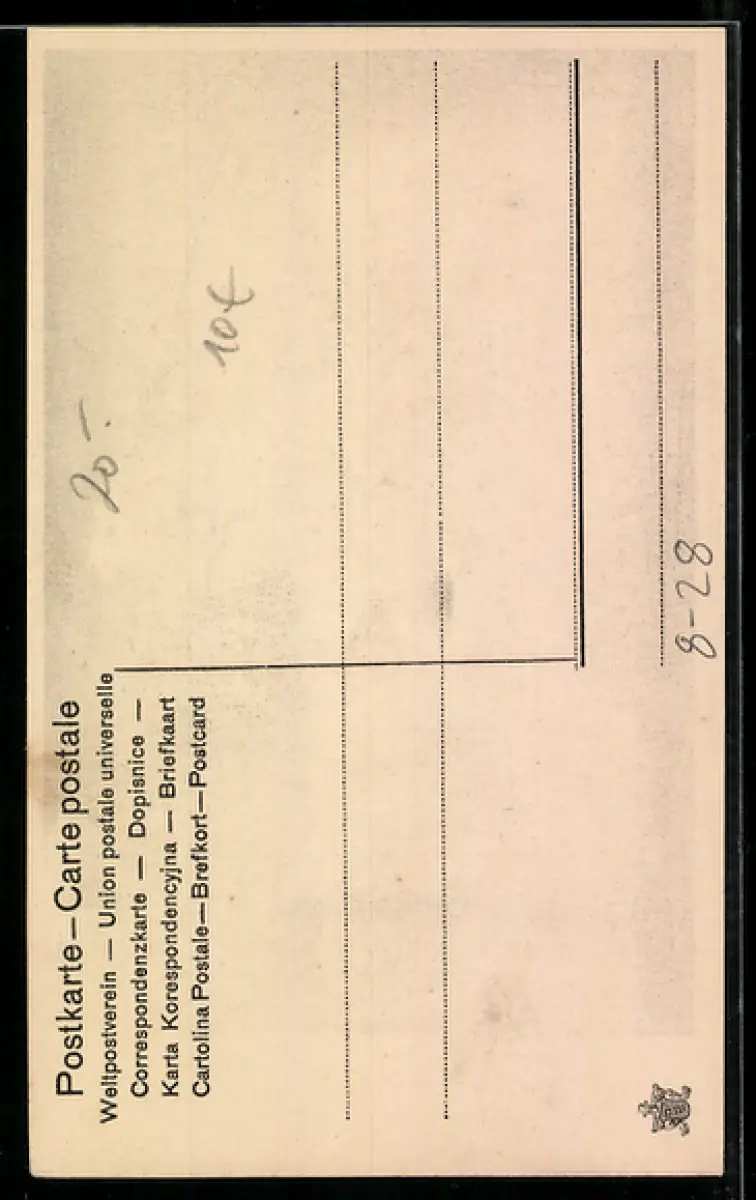 Postkarte — Carte postale
Weltpostverein — Union postale universelle
Correspondenzkarte — Dopisnice —
Karta Korespondencyjna — Briefkaart
Cartolina Postale — Brefkort — Postcard
20.-
10€
8-28